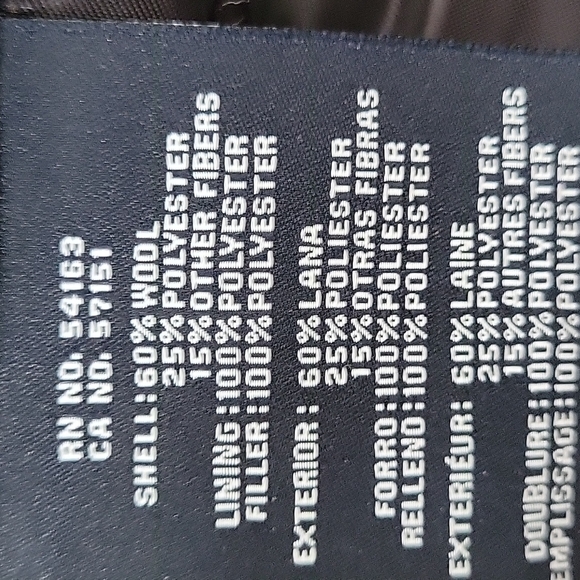 RN NO. 54163
CA NO. 57151
SHELL: 60% WOOL
25% POLYESTER
15% OTHER FIBERS
LINING: 100% POLYESTER
FILLER: 100% POLYESTER
EXTERIOR: 60% LANA
25% POLIESTER
15% OTRAS FIBRAS
FORRO: 100% POLIESTER
RELLENO: 100% POLIESTER
EXTERIÉUR: 60% LAINE
25% POLYESTER
15% AUTRES FIBERS
DOUBLURE: 100% POLYESTER
EMPLISSAGE: 100% POLYESTER